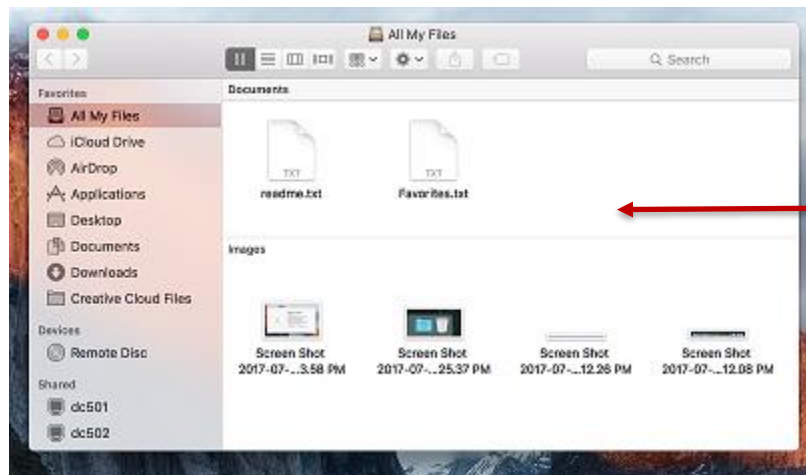 All My Files
Search
Favorites
All My Files
iCloud Drive
AirDrop
Applications
Desktop
Documents
Downloads
Creative Cloud Files
Devices
Remote Disc
Shared
dc501
dc502
Documents
TXT TXT
readme.txt Favorites.txt
Images
Screen Shot Screen Shot Screen Shot Screen Shot
2017-07-...3.58 PM 2017-07-...25.37 PM 2017-07-...12.26 PM 2017-07-...12.08 PM